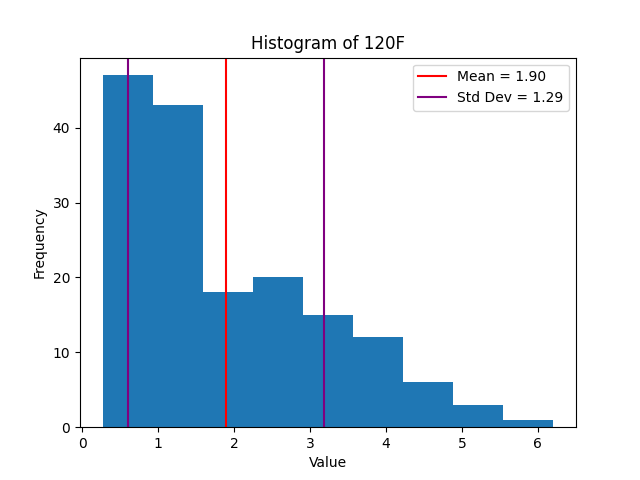 Histogram of 120F
Mean = 1.90
Std Dev = 1.29
Frequency
40
30
20
10
0
0 1 2 3 4 5 6
Value